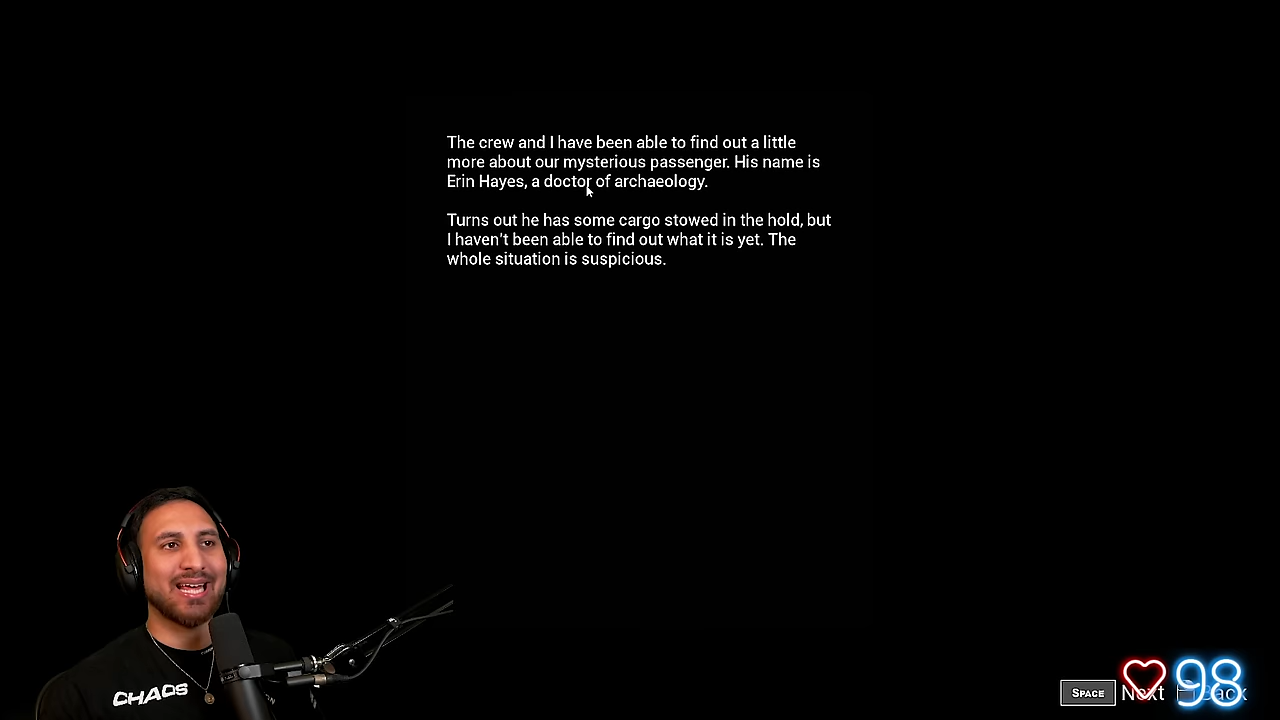 The crew and I have been able to find out a little
more about our mysterious passenger. His name is
Erin Hayes, a doctor of archaeology.
Turns out he has some cargo stowed in the hold, but
I haven't been able to find out what it is yet. The
whole situation is suspicious.
CHAOS
SPACE Next Back
98